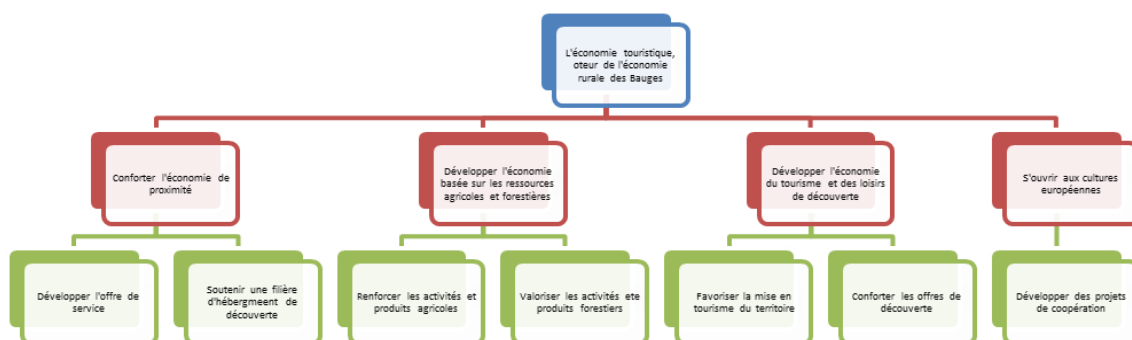 L'économie touristique,
oteur de l'économie
rurale des Bauges
Conforter l'économie de
proximité
Développer l'économie
basée sur les ressources
agricoles et forestières
Développer l'économie
du tourisme et des loisirs
de découverte
S'ouvrir aux cultures
européennes
Développer l'offre de
service
Soutenir une filière
d'hébergmeent de
découverte
Renforcer les activités et
produits agricoles
Valoriser les activités ete
produits forestiers
Favoriser la mise en
tourisme du territoire
Conforter les offres de
découverte
Développer des projets
de coopération